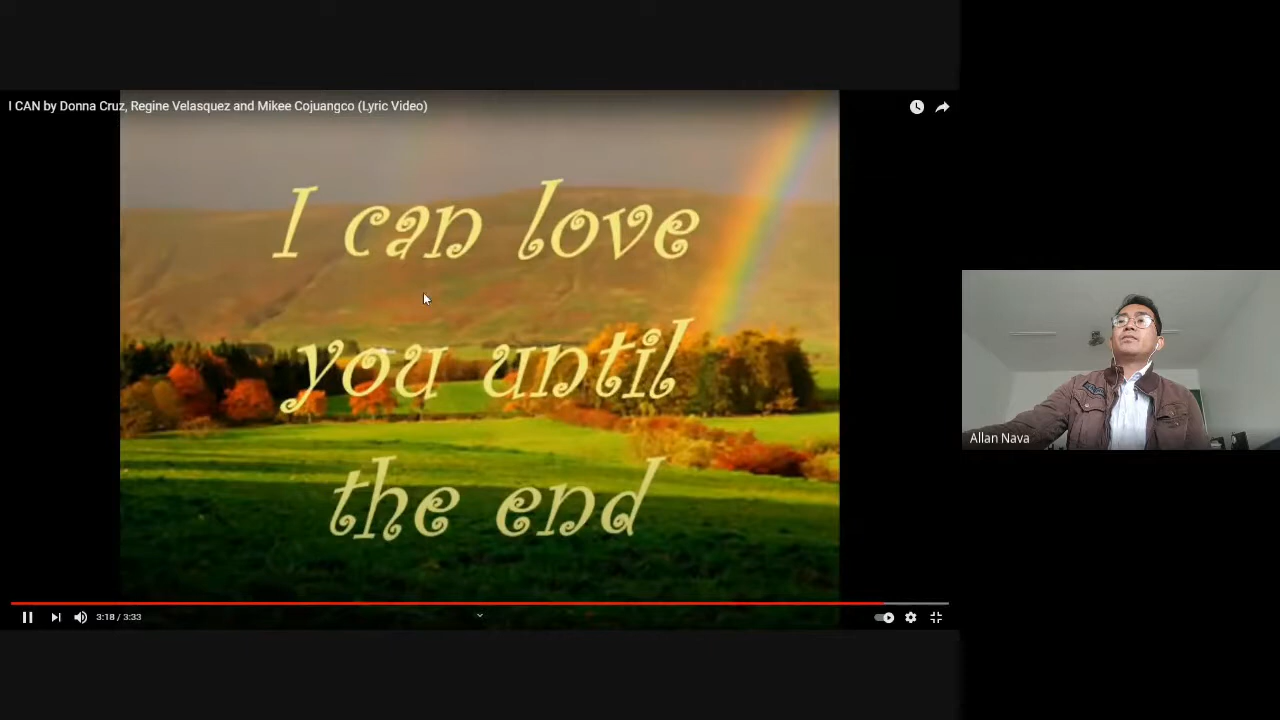 I CAN by Donna Cruz, Regine Velasquez and Mikee Cojuangco (Lyric Video)
I can love
you until
the end
Allan Nava
3:18 / 3:33